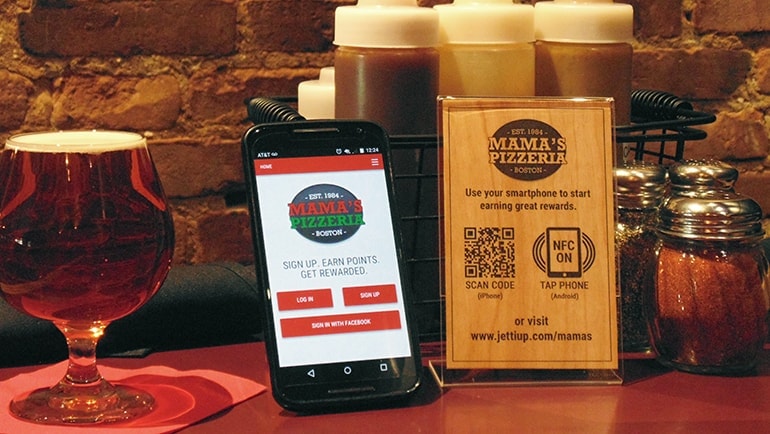 AT&T
12:24
HOME
- EST. 1984 -
MAMA'S
PIZZERIA
- BOSTON -
SIGN UP. EARN POINTS.
GET REWARDED.
LOG IN
SIGN UP
SIGN IN WITH FACEBOOK
- EST. 1984 -
MAMA'S
PIZZERIA
- BOSTON -
Use your smartphone to start
earning great rewards.
NFC
ON
SCAN CODE
(iPhone)
TAP PHONE
(Android)
or visit
www.jettiup.com/mamas